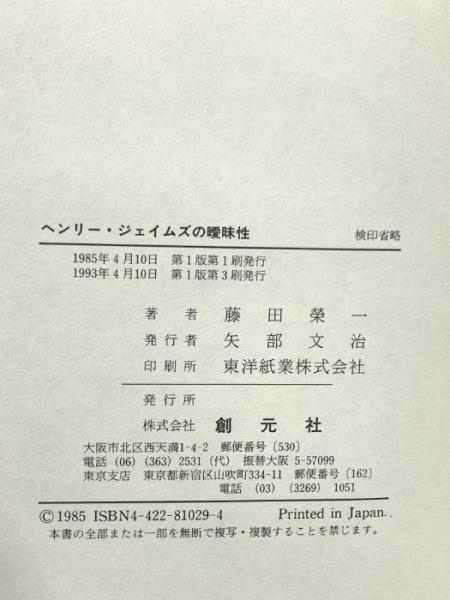 ヘンリー・ジェイムズの曖昧性　検印省略
1985年4月10日　第1版第1刷発行
1993年4月10日　第1版第3刷発行
著者　藤田榮一
発行者　矢部文治
印刷所　東洋紙業株式会社
発行所
株式会社　創元社
大阪市北区西天満1-4-2　郵便番号〔530〕
電話 (06) (363) 2531 (代)　振替大阪 5-57099
東京支店　東京都新宿区山吹町334-11　郵便番号〔162〕
電話　(03)　(3269)　1051
©1985 ISBN4-422-81029-4　Printed in Japan.
本書の全部または一部を無断で複写・複製することを禁じます。